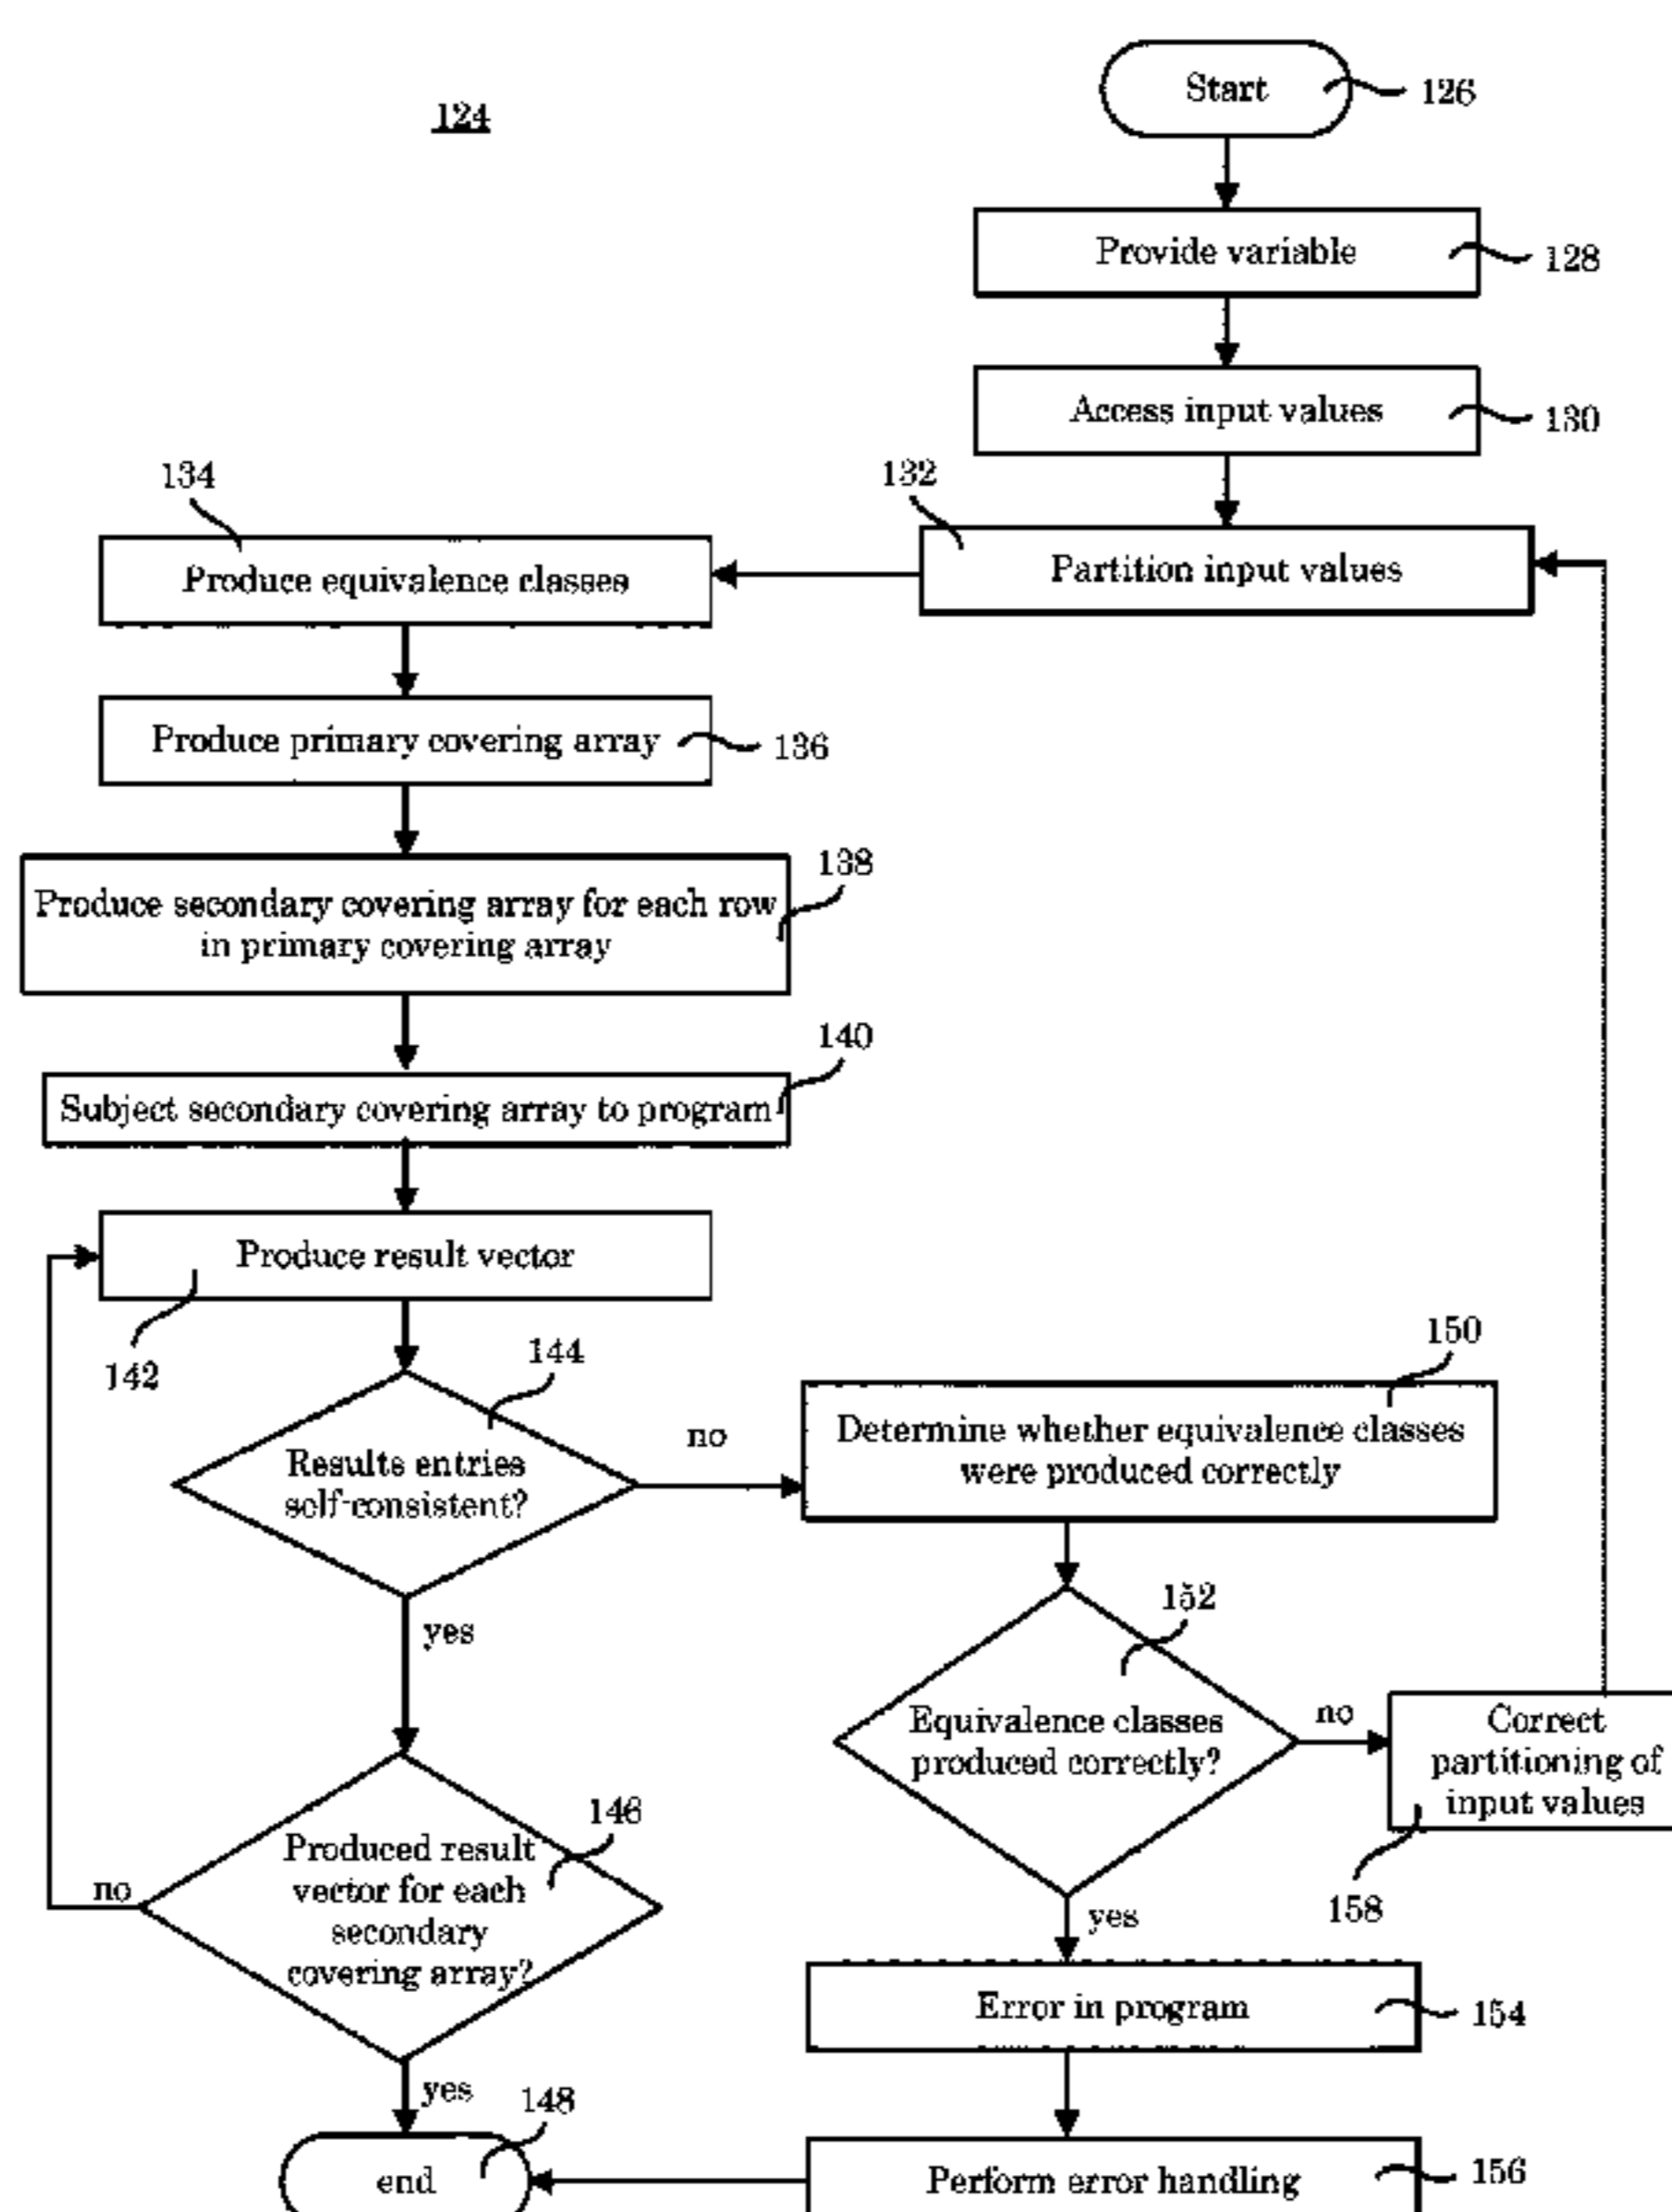 124
Start
126
Provide variable
128
Access input values
130
132
Partition input values
134
Produce equivalence classes
Produce primary covering array
136
138
Produce secondary covering array for each row
in primary covering array
140
Subject secondary covering array to program
Produce result vector
142
144
Results entries
self-consistent?
no
yes
150
Determine whether equivalence classes
were produced correctly
152
Equivalence classes
produced correctly?
no
Correct
partitioning of
input values
158
yes
146
Produced result
vector for each
secondary
covering array?
no
yes
Error in program
154
148
end
Perform error handling
156